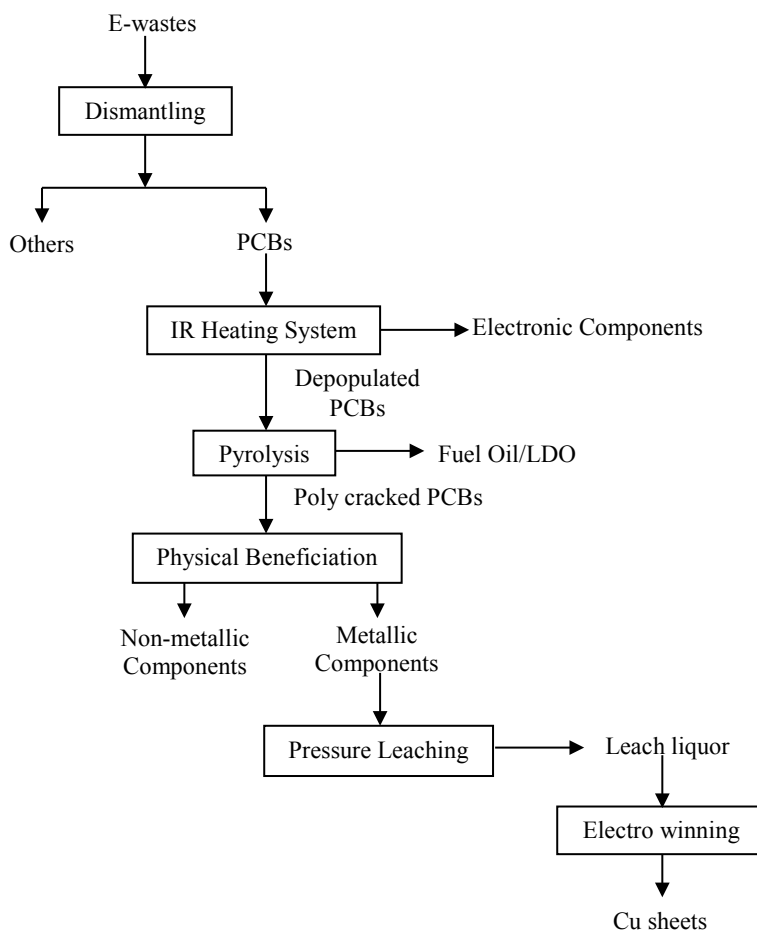 E-wastes
Dismantling
Others
PCBs
IR Heating System
Electronic Components
Depopulated
PCBs
Pyrolysis
Fuel Oil/LDO
Poly cracked PCBs
Physical Beneficiation
Non-metallic
Components
Metallic
Components
Pressure Leaching
Leach liquor
Electro winning
Cu sheets